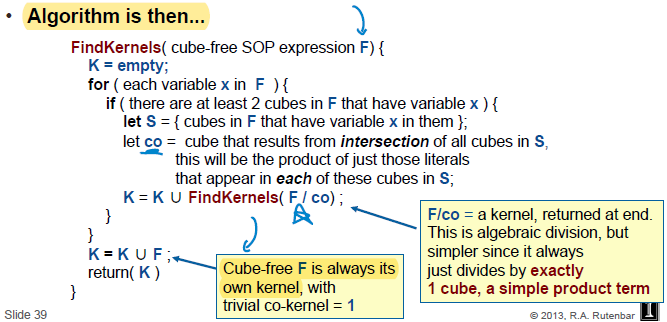 • Algorithm is then...
FindKernels( cube-free SOP expression F) {
K = empty;
for ( each variable x in F ) {
if ( there are at least 2 cubes in F that have variable x ) {
let S = { cubes in F that have variable x in them };
let co = cube that results from intersection of all cubes in S,
this will be the product of just those literals
that appear in each of these cubes in S;
K = K ∪ FindKernels( F / co) ;
}
}
K = K ∪ F ;
return( K )
}
F/co = a kernel, returned at end.
This is algebraic division, but
simpler since it always
just divides by exactly
1 cube, a simple product term
Cube-free F is always its
own kernel, with
trivial co-kernel = 1
Slide 39
© 2013, R.A. Rutenbar